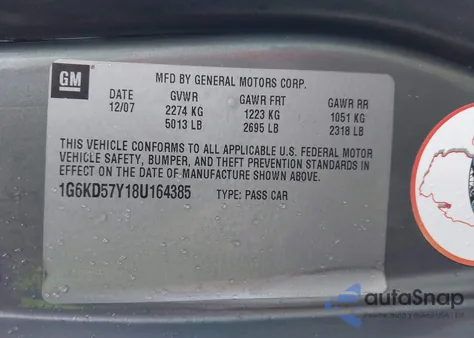 GM
MFD BY GENERAL MOTORS CORP.
DATE GVWR GAWR FRT GAWR RR
12/07 2274 KG 1223 KG 1051 KG
5013 LB 2695 LB 2318 LB
THIS VEHICLE CONFORMS TO ALL APPLICABLE U.S. FEDERAL MOTOR
VEHICLE SAFETY, BUMPER, AND THEFT PREVENTION STANDARDS IN
EFFECT ON THE DATE OF MANUFACTURE SHOWN ABOVE.
1G6KD57Y18U164385 TYPE: PASS CAR
autaSnap